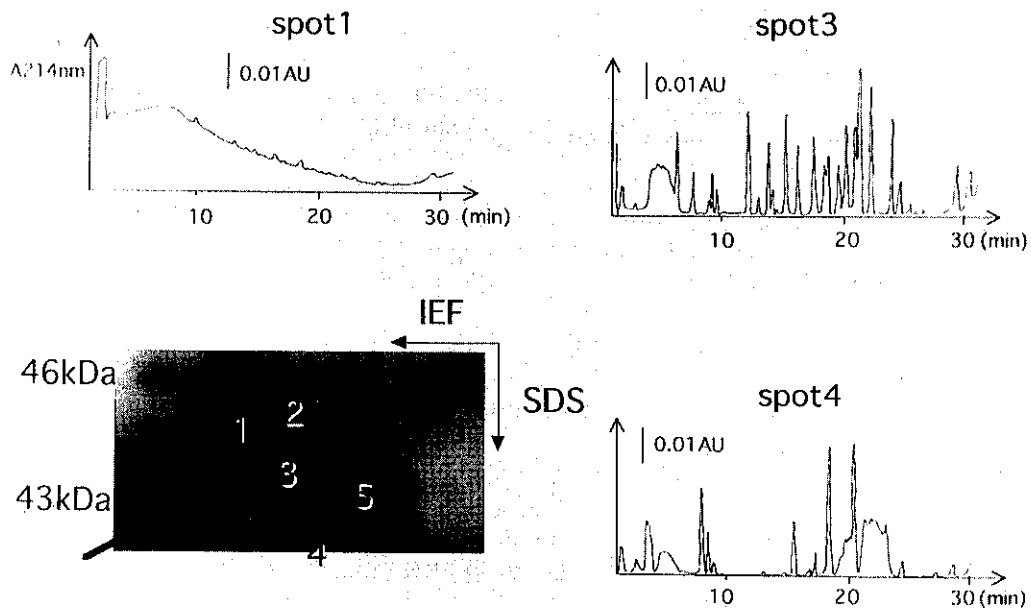 spot1
A214nm
0.01AU
10 20 30 (min)
spot3
0.01AU
10 20 30 (min)
IEF
SDS
46kDa
43kDa
1
2
3
5
4
spot4
0.01AU
10 20 30 (min)